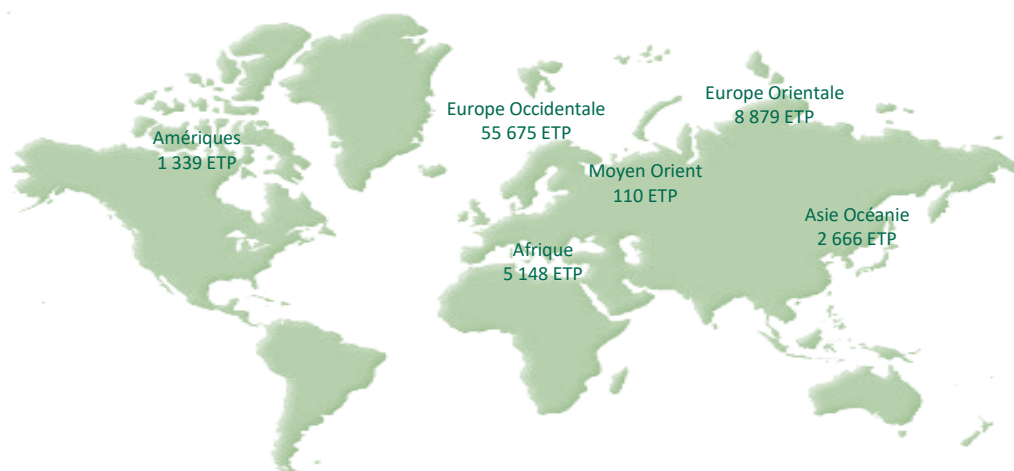 Europe Orientale
8 879 ETP
Europe Occidentale
55 675 ETP
Amériques
1 339 ETP
Moyen Orient
110 ETP
Asie Océanie
2 666 ETP
Afrique
5 148 ETP